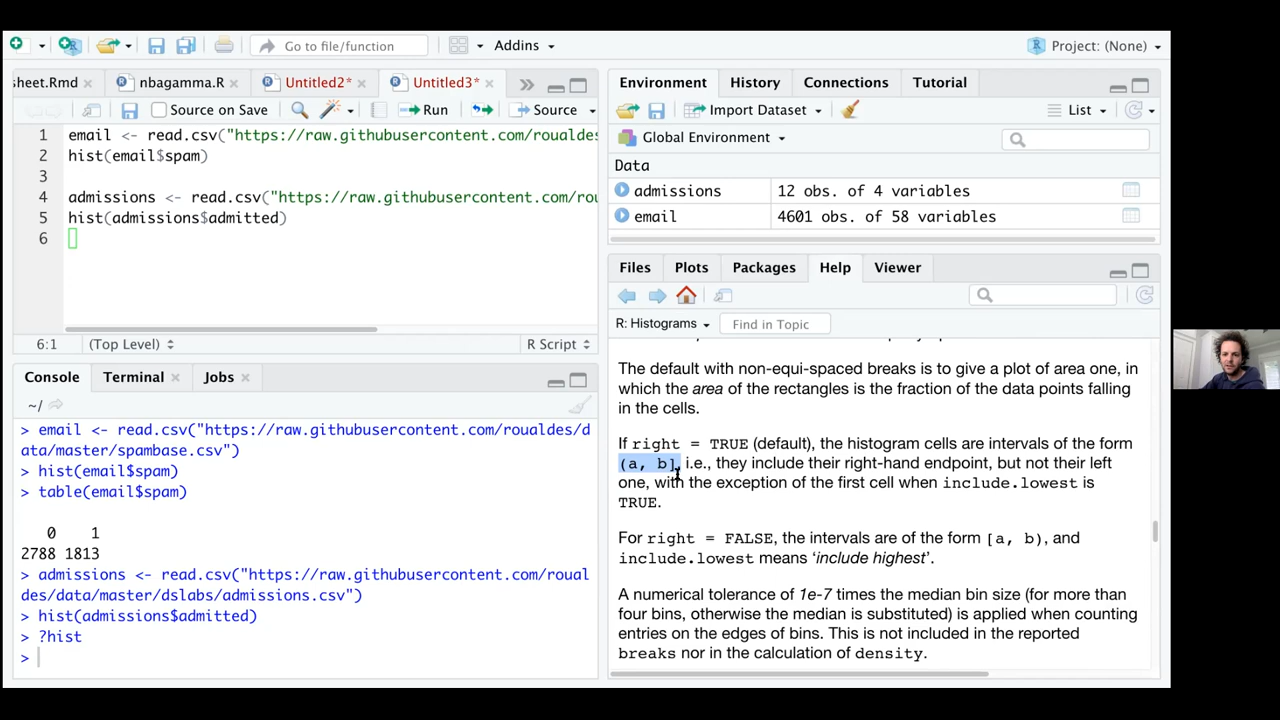 Go to file/function
Addins
Project: (None)
sheet.Rmd
nbagamma.R
Untitled2*
Untitled3*
Source on Save
Run
Source
1 email <- read.csv("https://raw.githubusercontent.com/roualdes
2 hist(email$spam)
3
4 admissions <- read.csv("https://raw.githubusercontent.com/rou
5 hist(admissions$admitted)
6
6:1 (Top Level) R Script
Console Terminal Jobs
~/
> email <- read.csv("https://raw.githubusercontent.com/roualdes/d
ata/master/spambase.csv")
> hist(email$spam)
> table(email$spam)
0 1
2788 1813
> admissions <- read.csv("https://raw.githubusercontent.com/roual
des/data/master/dslabs/admissions.csv")
> hist(admissions$admitted)
> ?hist
>
Environment History Connections Tutorial
Import Dataset List
Global Environment
Data
admissions 12 obs. of 4 variables
email 4601 obs. of 58 variables
Files Plots Packages Help Viewer
R: Histograms Find in Topic
The default with non-equi-spaced breaks is to give a plot of area one, in
which the area of the rectangles is the fraction of the data points falling
in the cells.
If right = TRUE (default), the histogram cells are intervals of the form
(a, b], i.e., they include their right-hand endpoint, but not their left
one, with the exception of the first cell when include.lowest is
TRUE.
For right = FALSE, the intervals are of the form [a, b), and
include.lowest means ‘include highest’.
A numerical tolerance of 1e-7 times the median bin size (for more than
four bins, otherwise the median is substituted) is applied when counting
entries on the edges of bins. This is not included in the reported
breaks nor in the calculation of density.